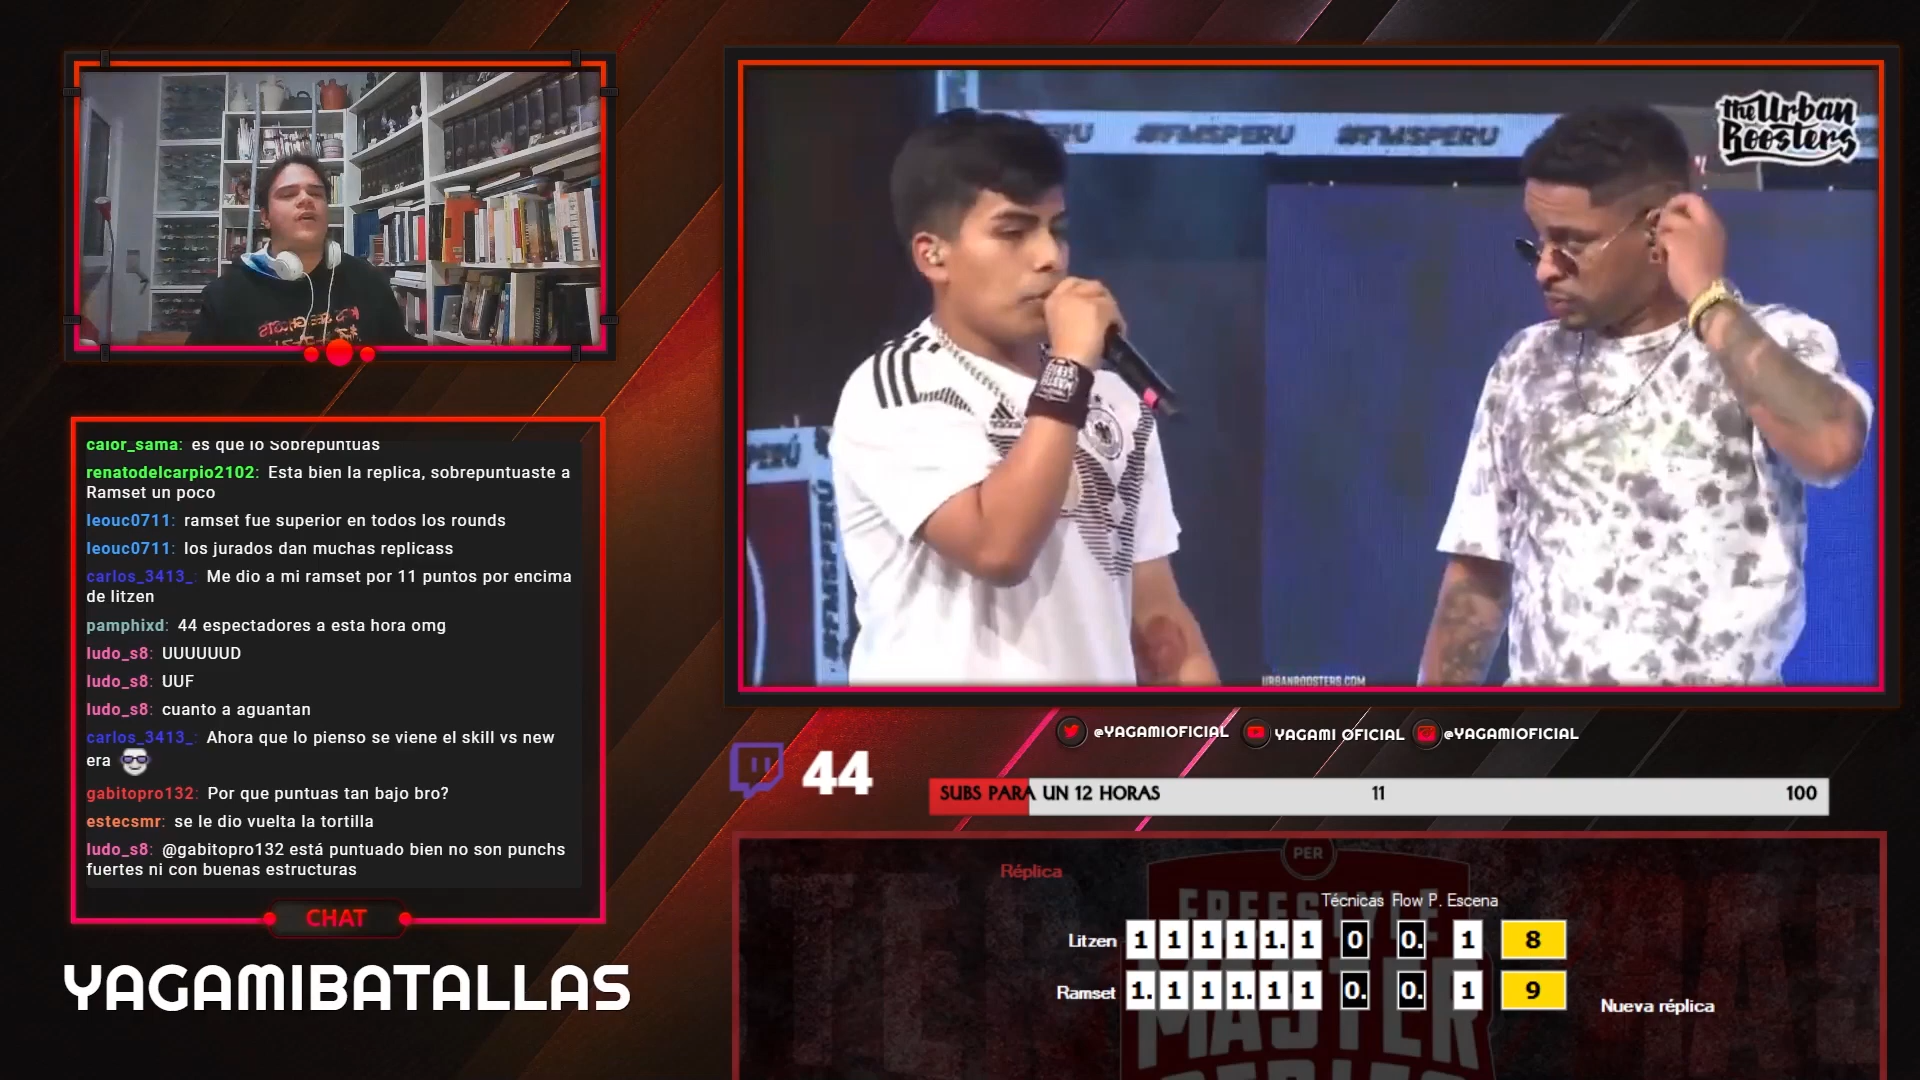 #FMSPERU
#FMSPERU
the Urban
Roosters
calor_sama: es que lo Sobrepuntuas
renatodelcarpio2102: Esta bien la replica, sobrepuntuaste a
Ramset un poco
leouc0711: ramset fue superior en todos los rounds
leouc0711: los jurados dan muchas replicass
carlos_3413_: Me dio a mi ramset por 11 puntos por encima
de litzen
pamphixd: 44 espectadores a esta hora omg
ludo_s8: UUUUUUD
ludo_s8: UUF
ludo_s8: cuanto a aguantan
carlos_3413_: Ahora que lo pienso se viene el skill vs new
era
gabitopro132: Por que puntuas tan bajo bro?
estecsmr: se le dio vuelta la tortilla
ludo_s8: @gabitopro132 está puntuado bien no son punchs
fuertes ni con buenas estructuras
CHAT
YAGAMIBATALLAS
URBANROOSTERS.COM
@YAGAMIOFICIAL YAGAMI OFICIAL @YAGAMIOFICIAL
44
SUBS PARA UN 12 HORAS 11 100
PER
Réplica
FREESTYLE
MASTER
SERIES
Técnicas Flow P. Escena
Litzen 1 1 1 1 1. 1 0 0. 1 8
Ramset 1. 1 1 1. 1 1 0. 0. 1 9
Nueva réplica